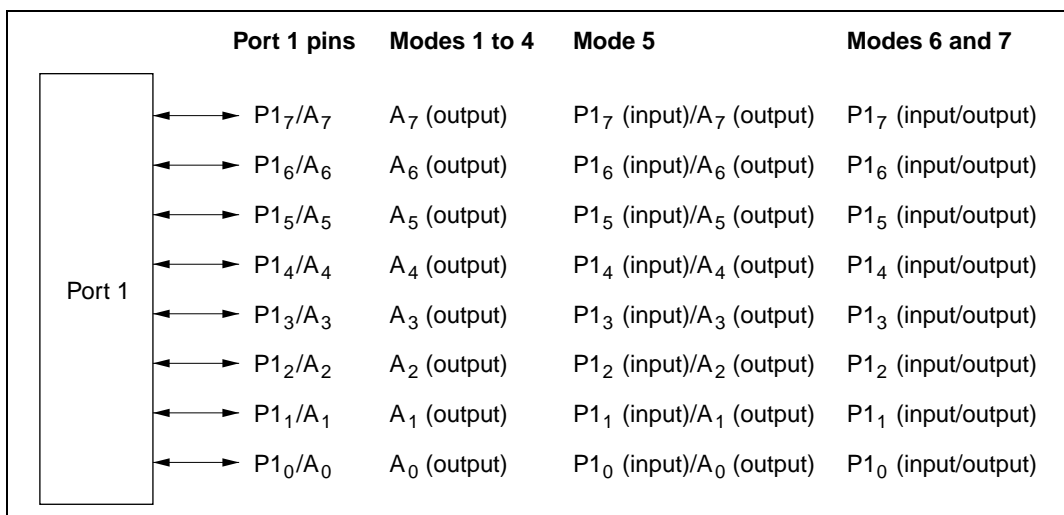 Port 1 pins Modes 1 to 4 Mode 5 Modes 6 and 7
P1₇/A₇ A₇ (output) P1₇ (input)/A₇ (output) P1₇ (input/output)
P1₆/A₆ A₆ (output) P1₆ (input)/A₆ (output) P1₆ (input/output)
P1₅/A₅ A₅ (output) P1₅ (input)/A₅ (output) P1₅ (input/output)
P1₄/A₄ A₄ (output) P1₄ (input)/A₄ (output) P1₄ (input/output)
Port 1
P1₃/A₃ A₃ (output) P1₃ (input)/A₃ (output) P1₃ (input/output)
P1₂/A₂ A₂ (output) P1₂ (input)/A₂ (output) P1₂ (input/output)
P1₁/A₁ A₁ (output) P1₁ (input)/A₁ (output) P1₁ (input/output)
P1₀/A₀ A₀ (output) P1₀ (input)/A₀ (output) P1₀ (input/output)